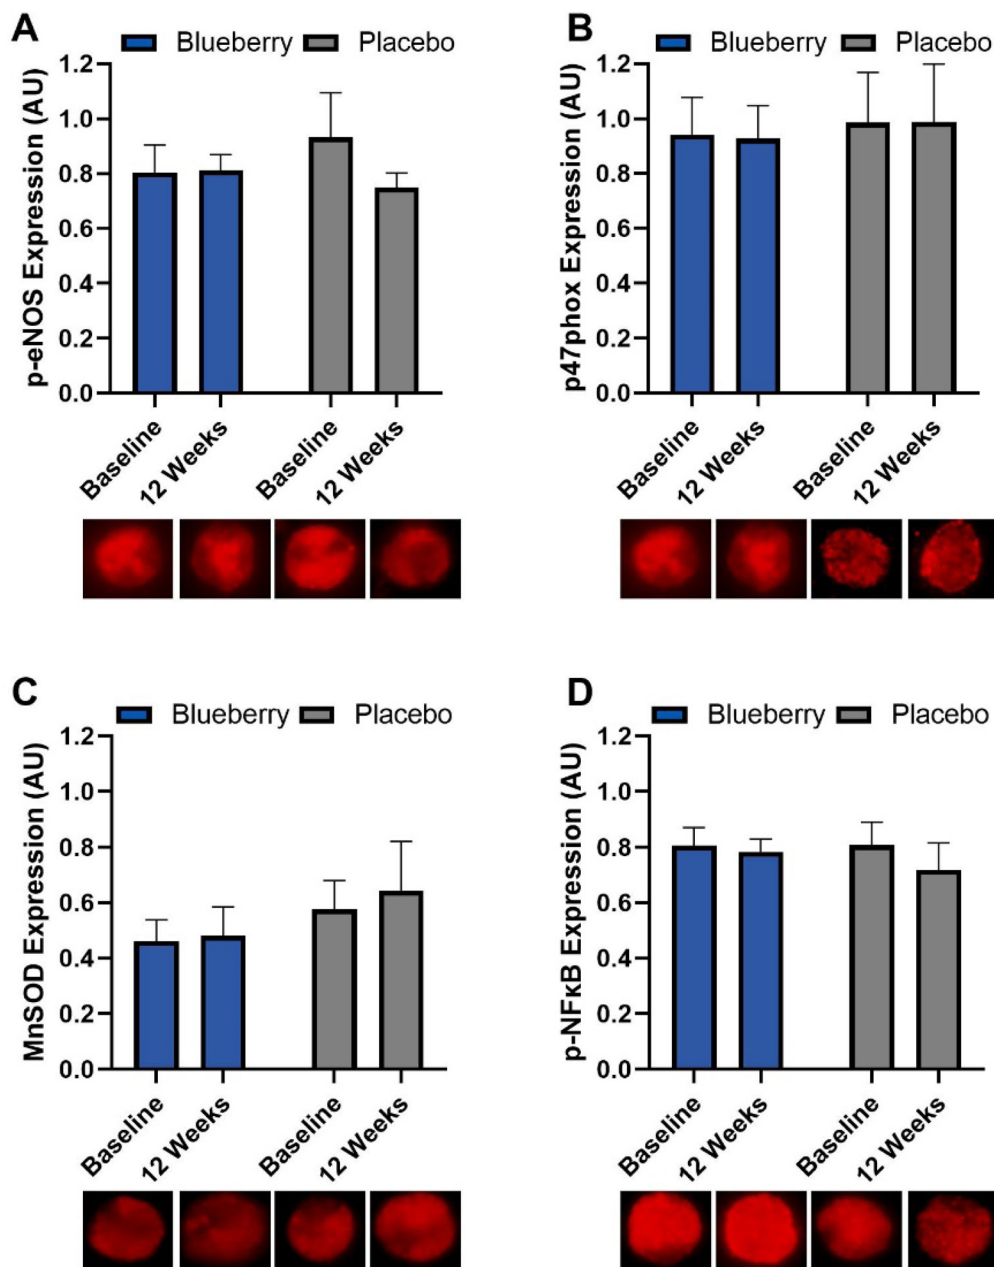 A
Blueberry Placebo
p-eNOS Expression (AU)
1.2
1.0
0.8
0.6
0.4
0.2
0.0
Baseline
12 Weeks
Baseline
12 Weeks
B
Blueberry Placebo
p47phox Expression (AU)
1.2
1.0
0.8
0.6
0.4
0.2
0.0
Baseline
12 Weeks
Baseline
12 Weeks
C
Blueberry Placebo
MnSOD Expression (AU)
1.2
1.0
0.8
0.6
0.4
0.2
0.0
Baseline
12 Weeks
Baseline
12 Weeks
D
Blueberry Placebo
p-NFκB Expression (AU)
1.2
1.0
0.8
0.6
0.4
0.2
0.0
Baseline
12 Weeks
Baseline
12 Weeks